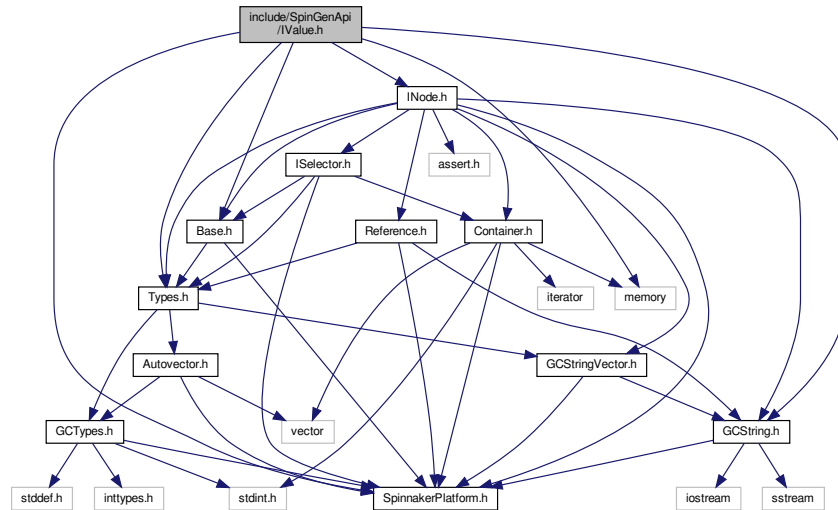 include/SpinGenApi
/IValue.h
INode.h
ISelector.h
assert.h
Base.h
Reference.h
Container.h
Types.h
iterator
memory
Autovector.h
GCStringVector.h
GCTypes.h
vector
GCString.h
stddef.h
inttypes.h
stdint.h
SpinnakerPlatform.h
iostream
sstream